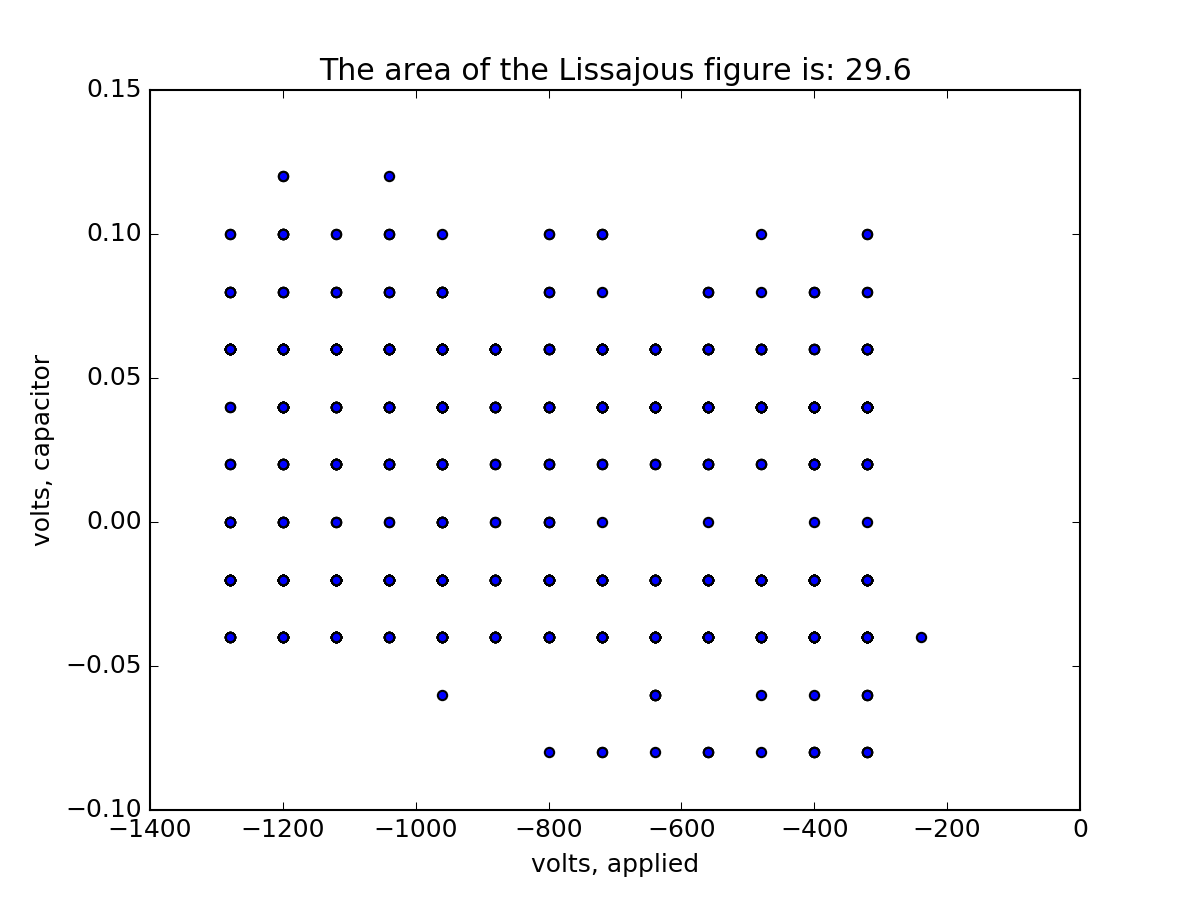 The area of the Lissajous figure is: 29.6
0.15
0.10
0.05
0.00
−0.05
−0.10
volts, capacitor
−1400 −1200 −1000 −800 −600 −400 −200 0
volts, applied